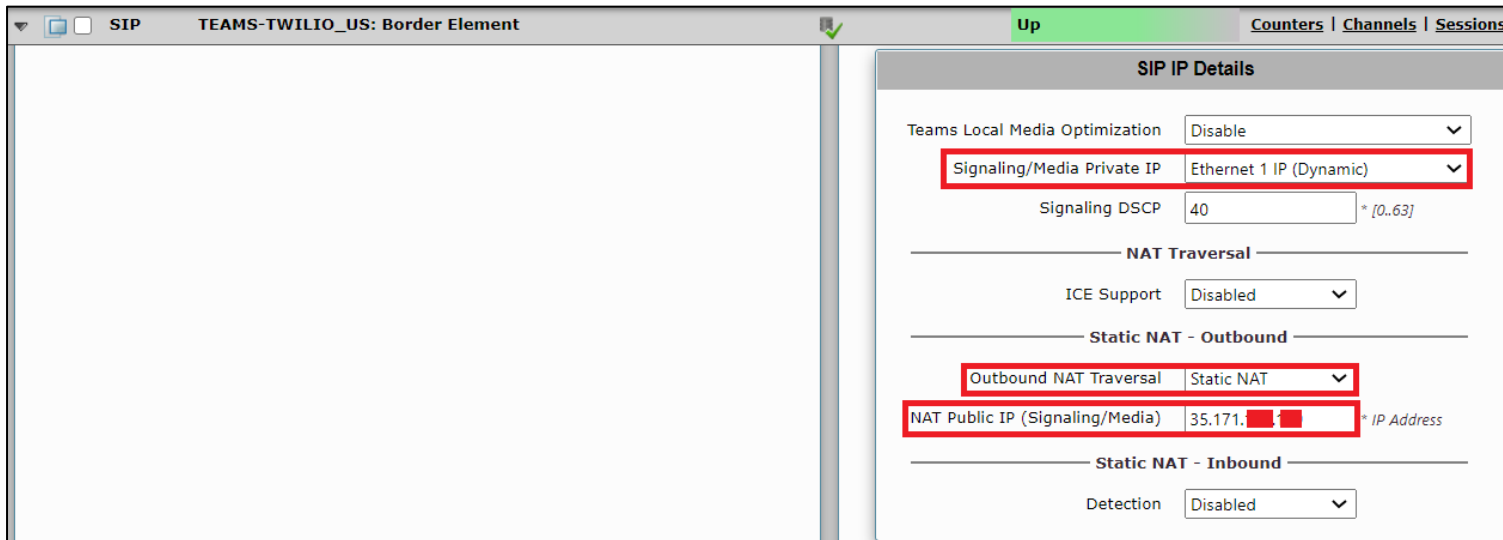 SIP TEAMS-TWILIO_US: Border Element Up Counters | Channels | Sessions
SIP IP Details
Teams Local Media Optimization Disable
Signaling/Media Private IP Ethernet 1 IP (Dynamic)
Signaling DSCP 40 * [0..63]
NAT Traversal
ICE Support Disabled
Static NAT - Outbound
Outbound NAT Traversal Static NAT
NAT Public IP (Signaling/Media) 35.171. * IP Address
Static NAT - Inbound
Detection Disabled